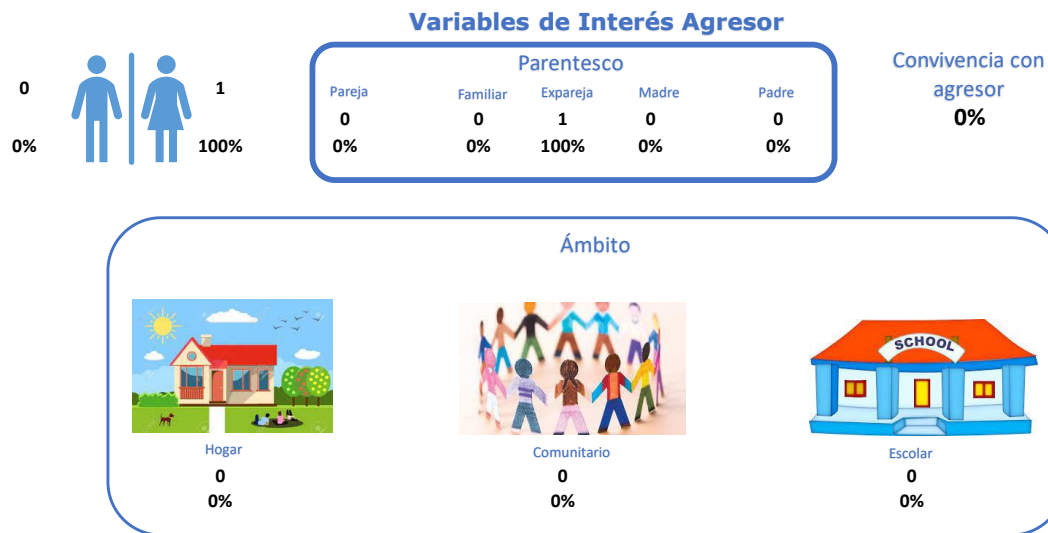 Variables de Interés Agresor
0
1
0%
100%
Parentesco
Pareja Familiar Expareja Madre Padre
0 0 1 0 0
0% 0% 100% 0% 0%
Convivencia con
agresor
0%
Ámbito
SCHOOL
Hogar Comunitario Escolar
0 0 0
0% 0% 0%